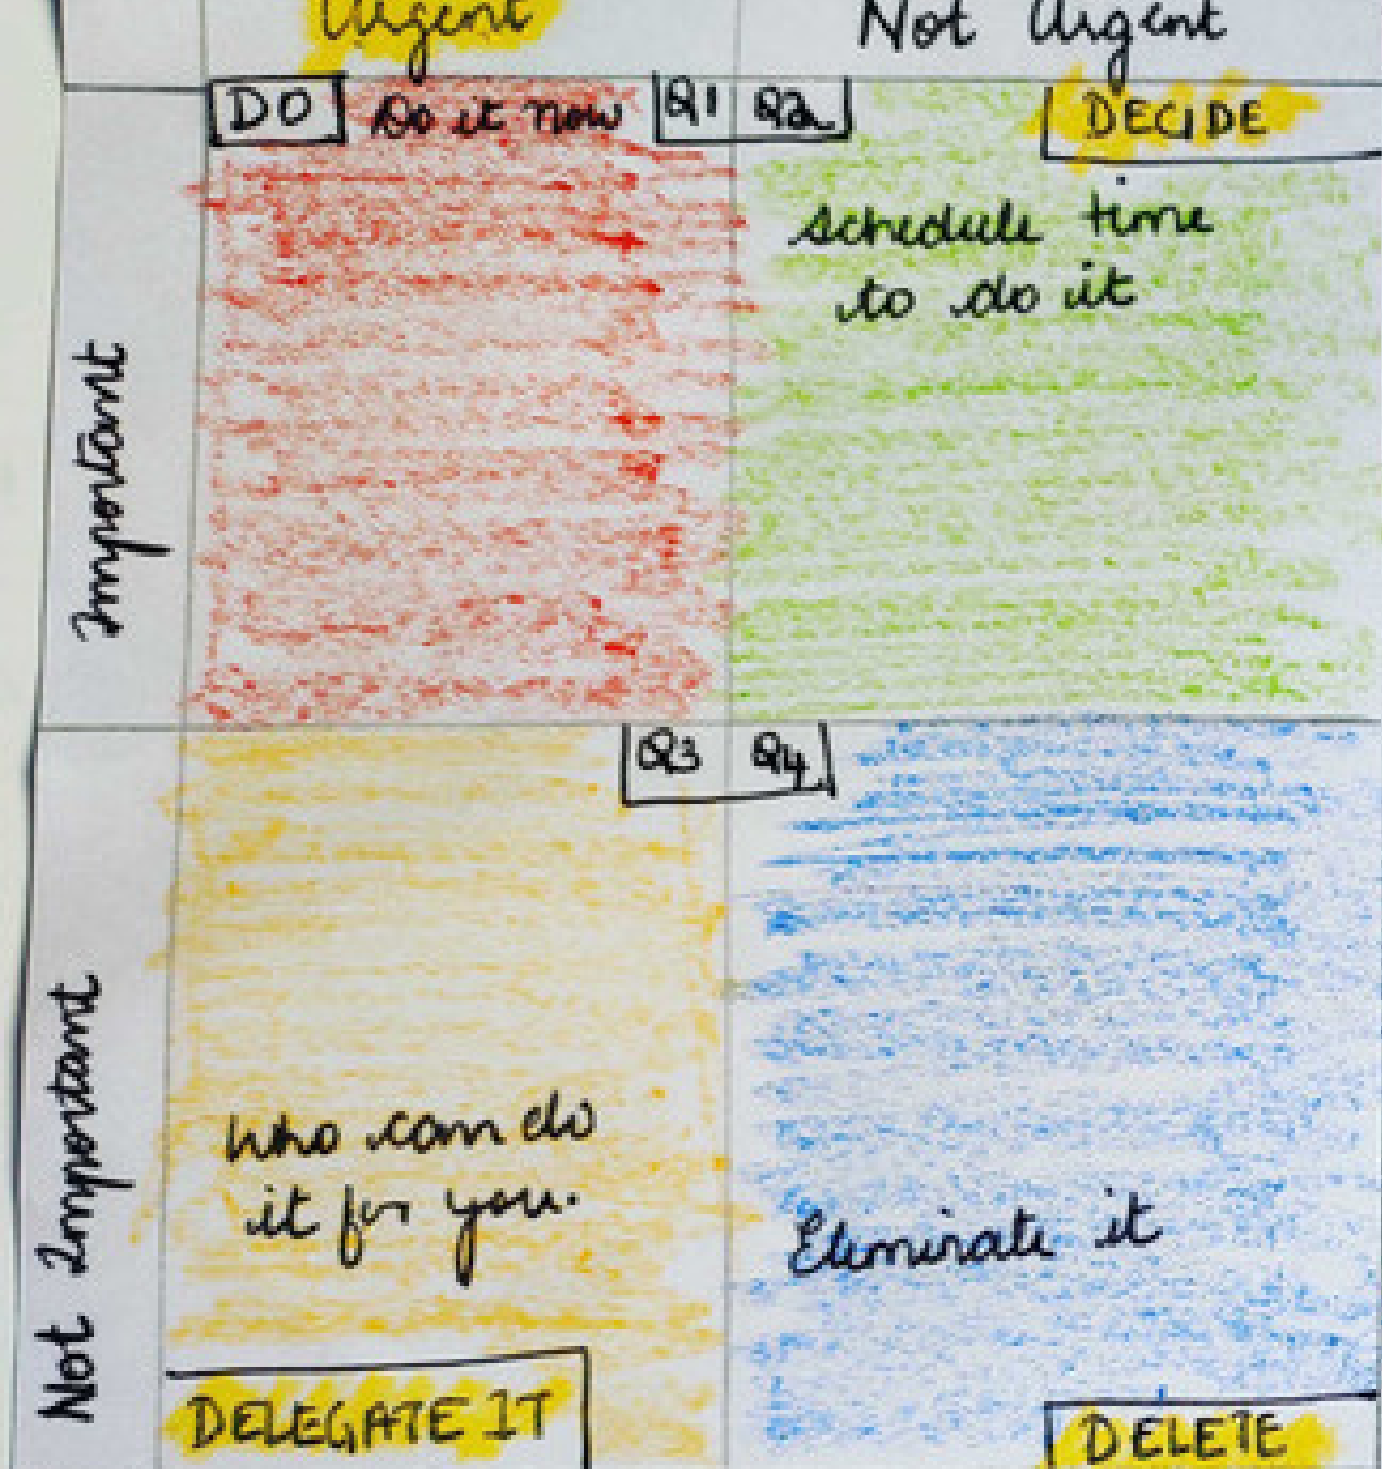 Urgent
Not Urgent
DO
Do it now
Q1
Q2
DECIDE
Schedule time
to do it
Important
Q3
Q4
Who can do
it for you.
Eliminate it
Not Important
DELEGATE IT
DELETE